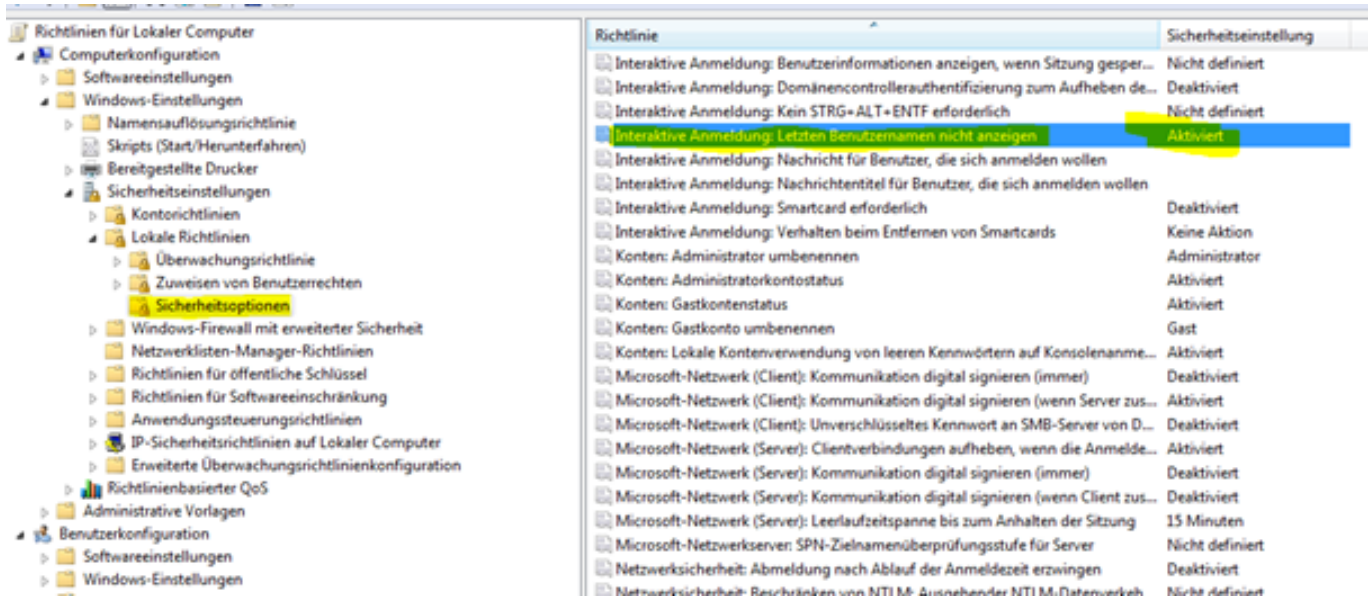 Richtlinien für Lokaler Computer
Computerkonfiguration
Softwareeinstellungen
Windows-Einstellungen
Namensauflösungsrichtlinie
Skripts (Start/Herunterfahren)
Bereitgestellte Drucker
Sicherheitseinstellungen
Kontorichtlinien
Lokale Richtlinien
Überwachungsrichtlinie
Zuweisen von Benutzerrechten
Sicherheitsoptionen
Windows-Firewall mit erweiterter Sicherheit
Netzwerklisten-Manager-Richtlinien
Richtlinien für öffentliche Schlüssel
Richtlinien für Softwareeinschränkung
Anwendungssteuerungsrichtlinien
IP-Sicherheitsrichtlinien auf Lokaler Computer
Erweiterte Überwachungsrichtlinienkonfiguration
Richtlinienbasierter QoS
Administrative Vorlagen
Benutzerkonfiguration
Softwareeinstellungen
Windows-Einstellungen
Richtlinie Sicherheitseinstellung
Interaktive Anmeldung: Benutzerinformationen anzeigen, wenn Sitzung gesper... Nicht definiert
Interaktive Anmeldung: Domänencontrollerauthentifizierung zum Aufheben de... Deaktiviert
Interaktive Anmeldung: Kein STRG+ALT+ENTF erforderlich Nicht definiert
Interaktive Anmeldung: Letzten Benutzernamen nicht anzeigen Aktiviert
Interaktive Anmeldung: Nachricht für Benutzer, die sich anmelden wollen
Interaktive Anmeldung: Nachrichtentitel für Benutzer, die sich anmelden wollen
Interaktive Anmeldung: Smartcard erforderlich Deaktiviert
Interaktive Anmeldung: Verhalten beim Entfernen von Smartcards Keine Aktion
Konten: Administrator umbenennen Administrator
Konten: Administratorkontostatus Aktiviert
Konten: Gastkontenstatus Aktiviert
Konten: Gastkonto umbenennen Gast
Konten: Lokale Kontenverwendung von leeren Kennwörtern auf Konsolenanme... Aktiviert
Microsoft-Netzwerk (Client): Kommunikation digital signieren (immer) Deaktiviert
Microsoft-Netzwerk (Client): Kommunikation digital signieren (wenn Server zus... Aktiviert
Microsoft-Netzwerk (Client): Unverschlüsseltes Kennwort an SMB-Server von D... Deaktiviert
Microsoft-Netzwerk (Server): Clientverbindungen aufheben, wenn die Anmelde... Aktiviert
Microsoft-Netzwerk (Server): Kommunikation digital signieren (immer) Deaktiviert
Microsoft-Netzwerk (Server): Kommunikation digital signieren (wenn Client zus... Deaktiviert
Microsoft-Netzwerk (Server): Leerlaufzeitspanne bis zum Anhalten der Sitzung 15 Minuten
Microsoft-Netzwerkserver: SPN-Zielnamenüberprüfungsstufe für Server Nicht definiert
Netzwerksicherheit: Abmeldung nach Ablauf der Anmeldezeit erzwingen Deaktiviert
Netzwerksicherheit: Beschränken von NTLM: Ausgehender NTLM-Datenverkeh Nicht definiert